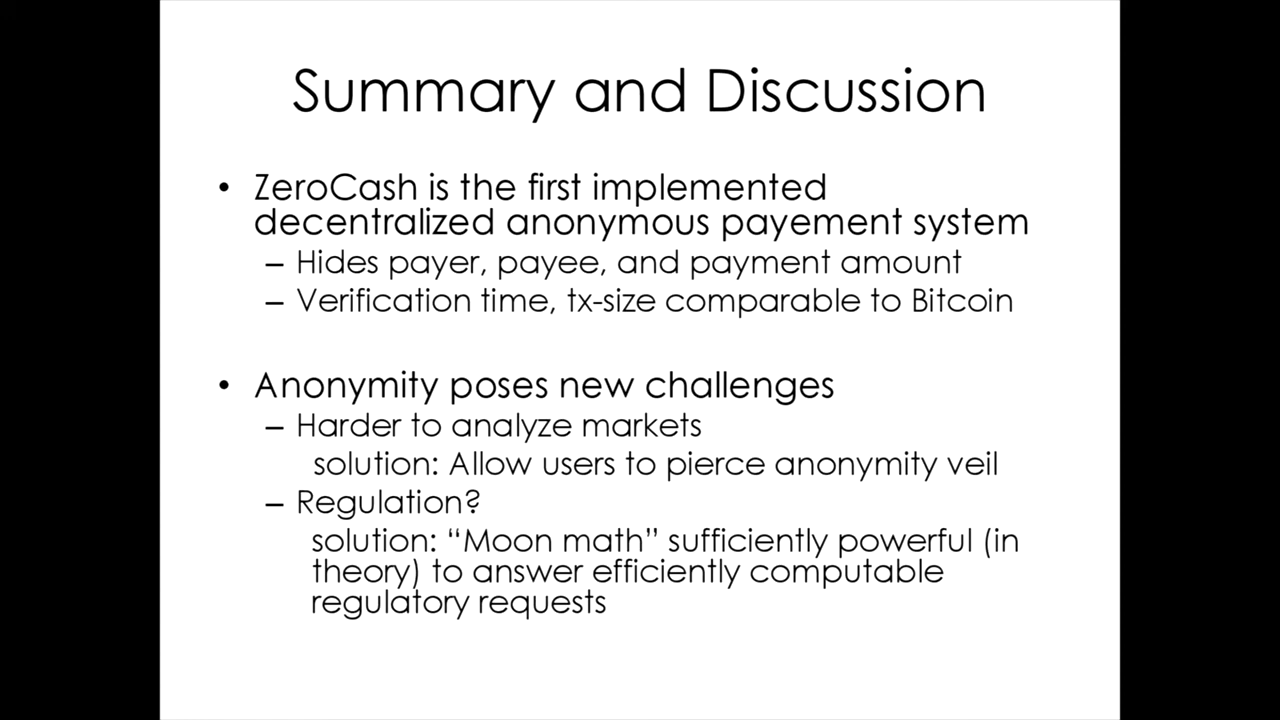 Summary and Discussion
• ZeroCash is the first implemented
decentralized anonymous payement system
– Hides payer, payee, and payment amount
– Verification time, tx-size comparable to Bitcoin
• Anonymity poses new challenges
– Harder to analyze markets
solution: Allow users to pierce anonymity veil
– Regulation?
solution: “Moon math” sufficiently powerful (in
theory) to answer efficiently computable
regulatory requests